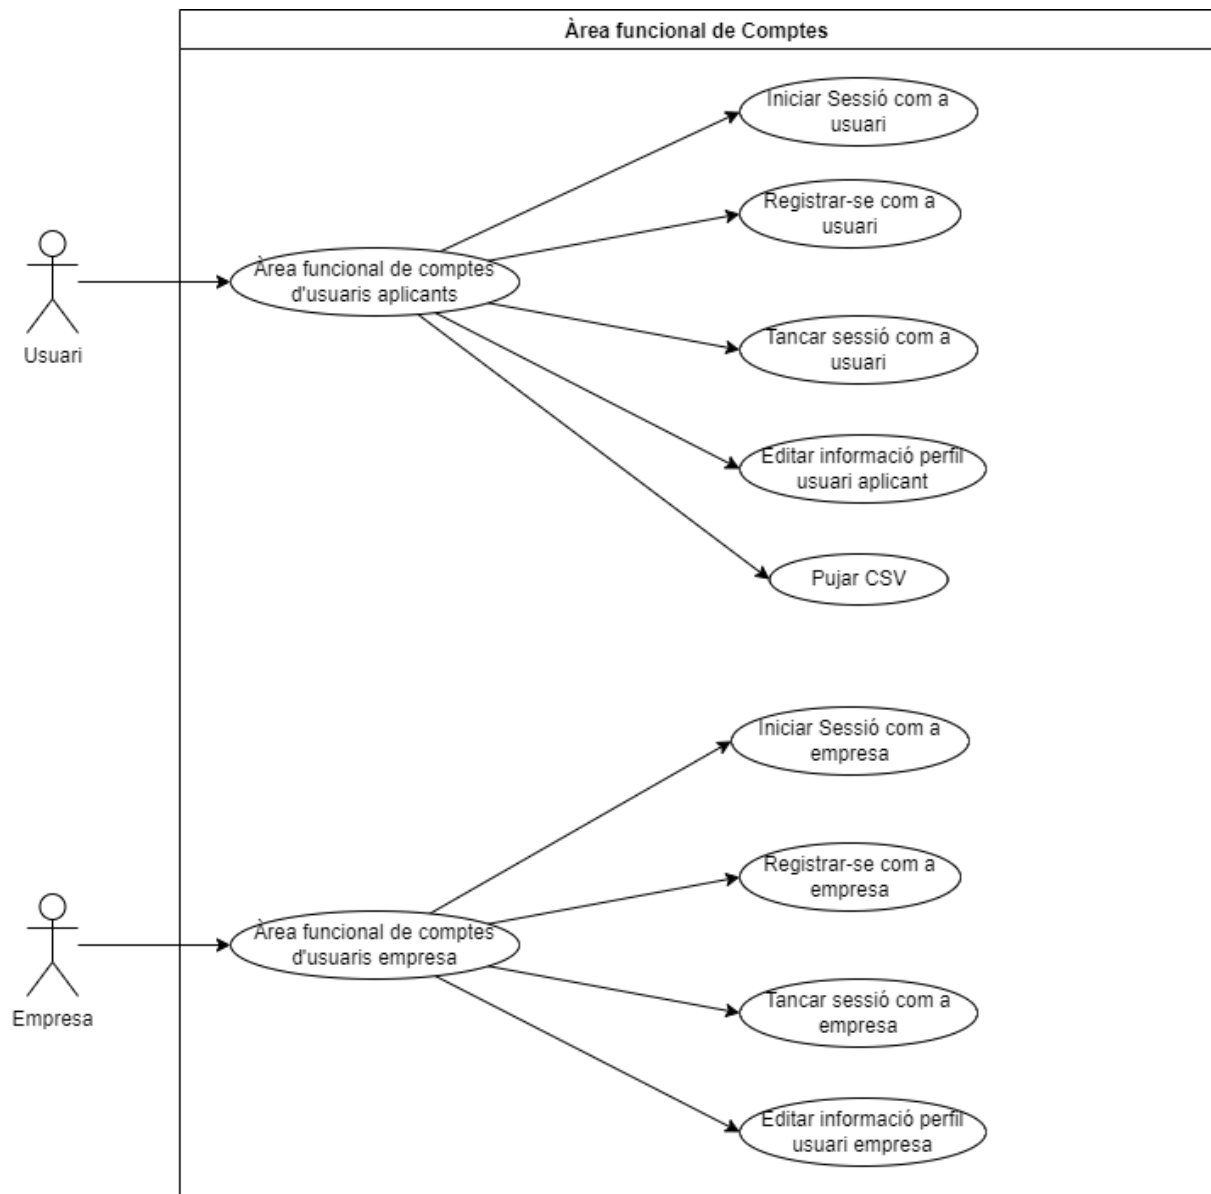 Àrea funcional de Comptes
Iniciar Sessió com a
usuari
Registrar-se com a
usuari
Àrea funcional de comptes
d'usuaris aplicants
Usuari
Tancar sessió com a
usuari
Editar informació perfil
usuari aplicant
Pujar CSV
Iniciar Sessió com a
empresa
Registrar-se com a
empresa
Àrea funcional de comptes
d'usuaris empresa
Empresa
Tancar sessió com a
empresa
Editar informació perfil
usuari empresa